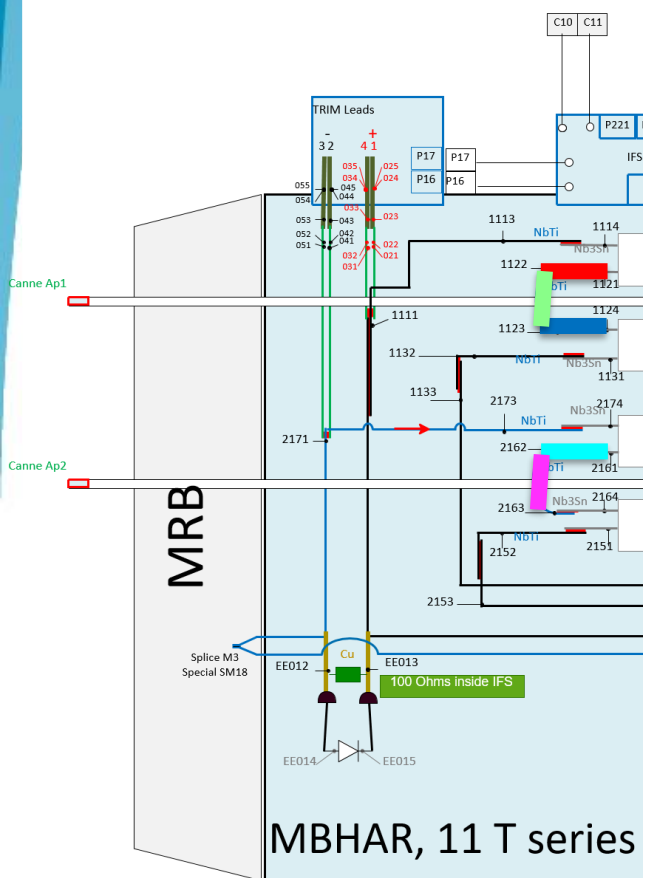 C10 C11
TRIM Leads
- +
3 2 4 1
P221
IFS
P17 P17
P16 P16
035 025
034 024
055 045
054 044
033 023
053 043
052 042
051 041
032 022
031 021
1113
NbTi
1114
Nb3Sn
1122
bTi 1121
Canne Ap1
1111
1124
1123
1132
NbTi
Nb3Sn
1131
1133
2173
2174
Nb3Sn
NbTi
2171
2162
bTi 2161
Canne Ap2
MRB
2163
Nb3Sn 2164
NbTi
2152
2151
2153
Splice M3
Special SM18
Cu
EE012
EE013
100 Ohms inside IFS
EE014
EE015
MBHAR, 11 T series